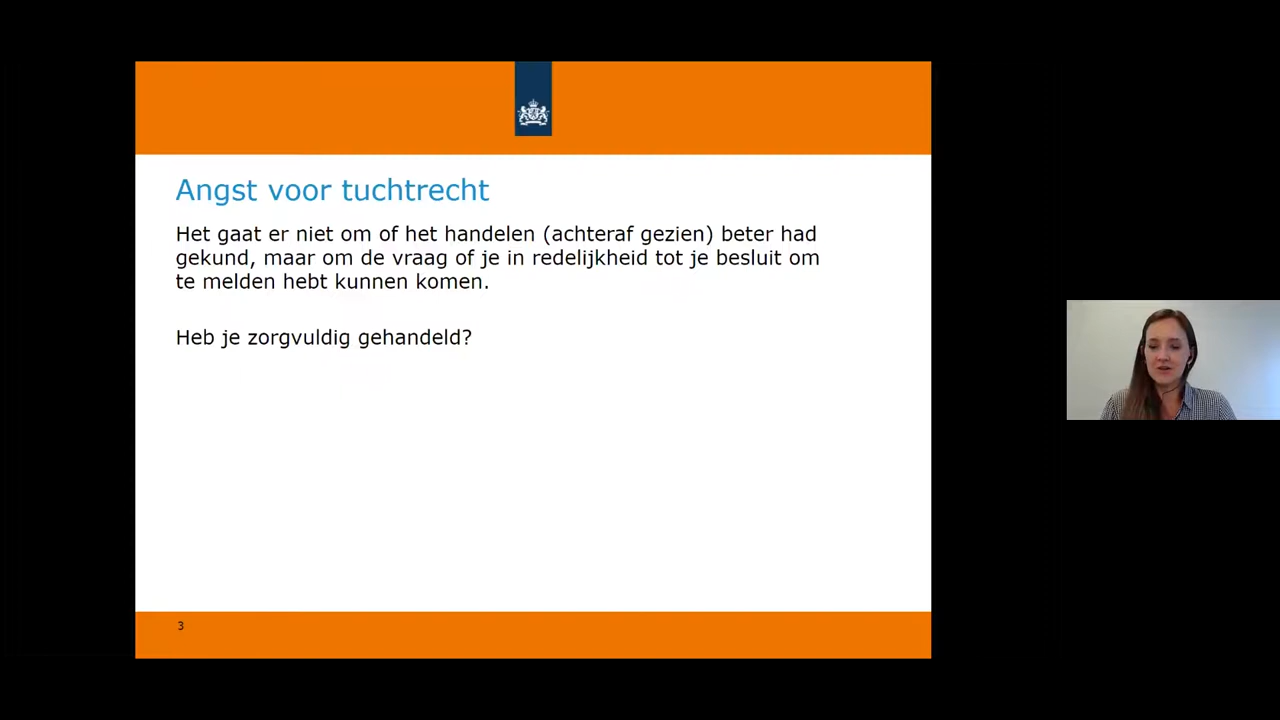 Angst voor tuchtrecht
Het gaat er niet om of het handelen (achteraf gezien) beter had
gekund, maar om de vraag of je in redelijkheid tot je besluit om
te melden hebt kunnen komen.
Heb je zorgvuldig gehandeld?
3